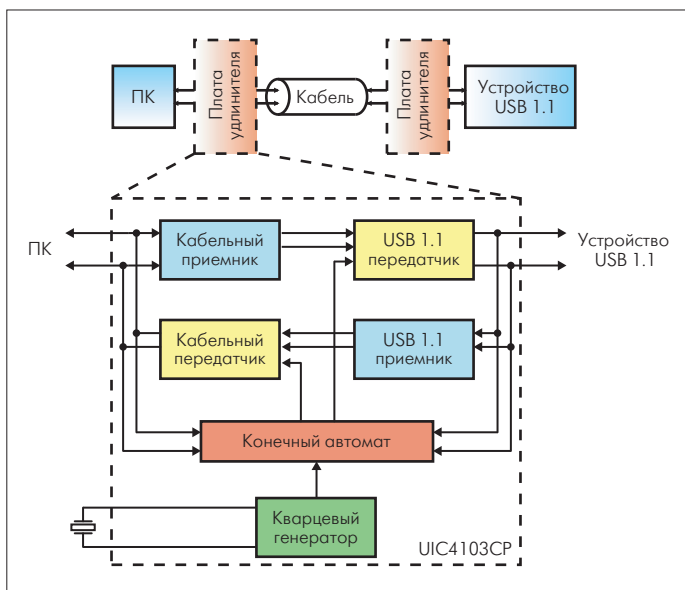 ПК
Плата
удлинителя
Кабель
Плата
удлинителя
Устройство
USB 1.1
ПК
Кабельный
приемник
USB 1.1
передатчик
Устройство
USB 1.1
Кабельный
передатчик
USB 1.1
приемник
Конечный автомат
Кварцевый
генератор
UIC4103CP